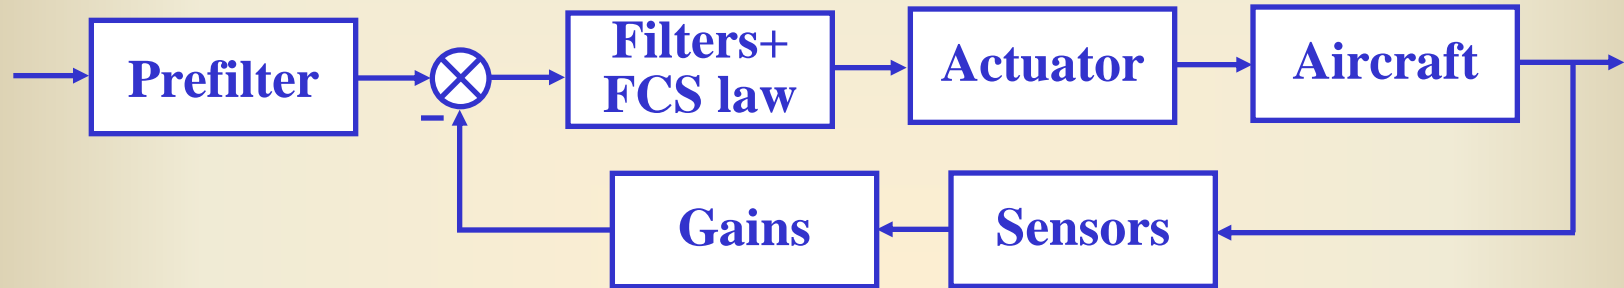 Prefilter
Filters+
FCS law
Actuator
Aircraft
−
Gains
Sensors